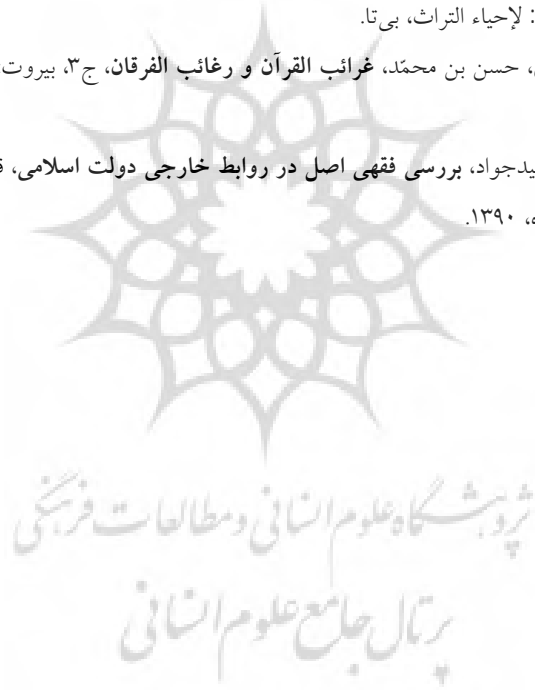 : لإحياء التراث، بی‌تا.
، حسن بن محمّد، غرائب القرآن و رغائب الفرقان، ج۳، بیروت
یدجواد، بررسی فقهی اصل در روابط خارجی دولت اسلامی، ق
ه، ۱۳۹۰.
پژوهشگاه علوم انسانی و مطالعات فرهنگی
پرتال جامع علوم انسانی